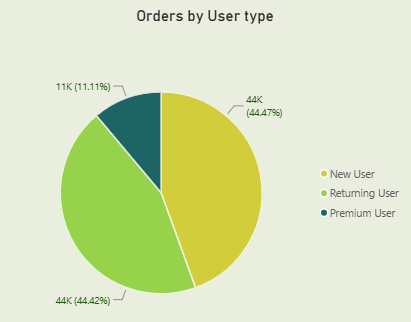 Orders by User type
11K (11.11%)
44K
(44.47%)
New User
Returning User
Premium User
44K (44.42%)